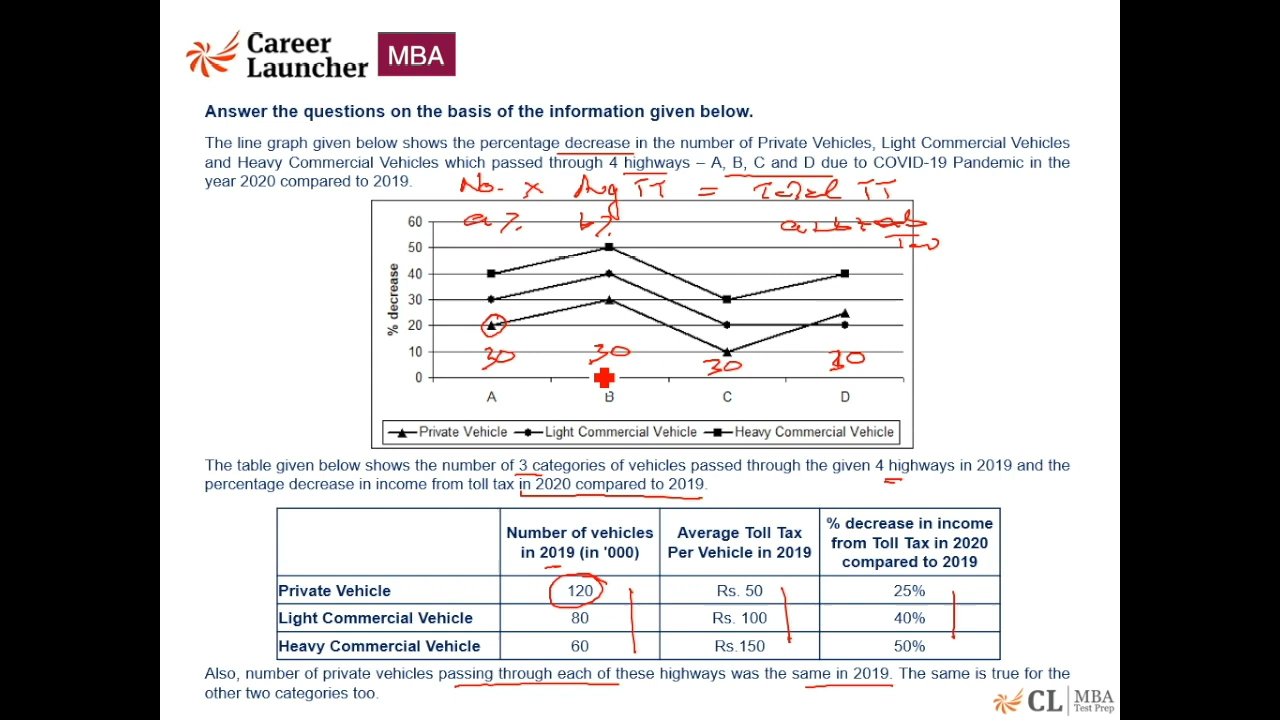 Career
Launcher
MBA
Answer the questions on the basis of the information given below.
The line graph given below shows the percentage decrease in the number of Private Vehicles, Light Commercial Vehicles
and Heavy Commercial Vehicles which passed through 4 highways – A, B, C and D due to COVID-19 Pandemic in the
year 2020 compared to 2019.
No. × Avg TT = Total TT
a% b%
60
50
40
30
20
10
0
% decrease
30 30 30 30
A B C D
Private Vehicle Light Commercial Vehicle Heavy Commercial Vehicle
The table given below shows the number of 3 categories of vehicles passed through the given 4 highways in 2019 and the
percentage decrease in income from toll tax in 2020 compared to 2019.
Number of vehicles in 2019 (in '000) Average Toll Tax Per Vehicle in 2019 % decrease in income from Toll Tax in 2020 compared to 2019
Private Vehicle 120 Rs. 50 25%
Light Commercial Vehicle 80 Rs. 100 40%
Heavy Commercial Vehicle 60 Rs.150 50%
Also, number of private vehicles passing through each of these highways was the same in 2019. The same is true for the
other two categories too.
CL MBA
Test Prep